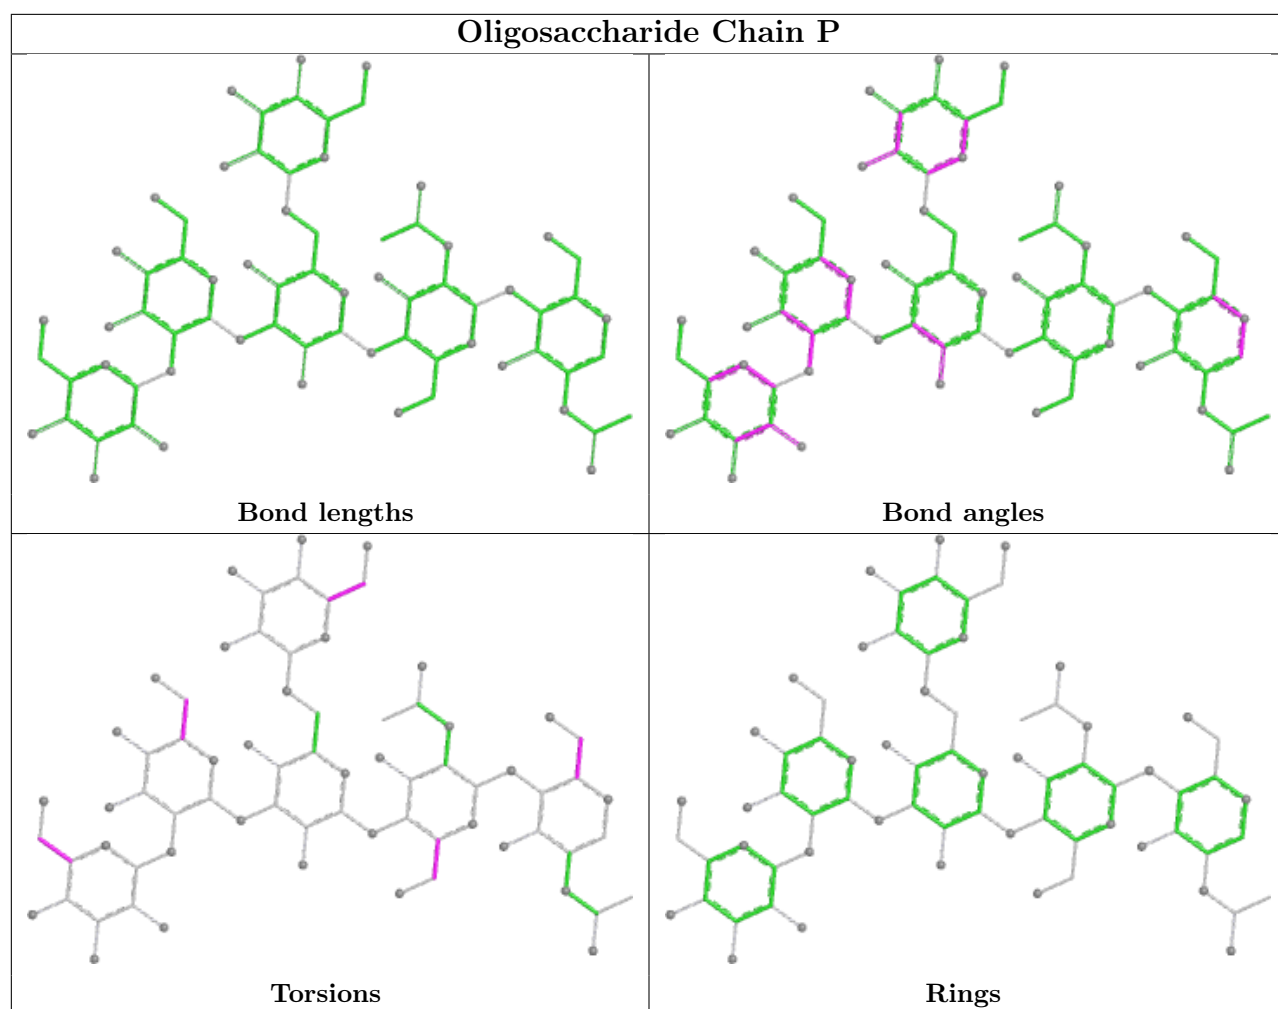 Oligosaccharide Chain P
Bond lengths
Bond angles
Torsions
Rings